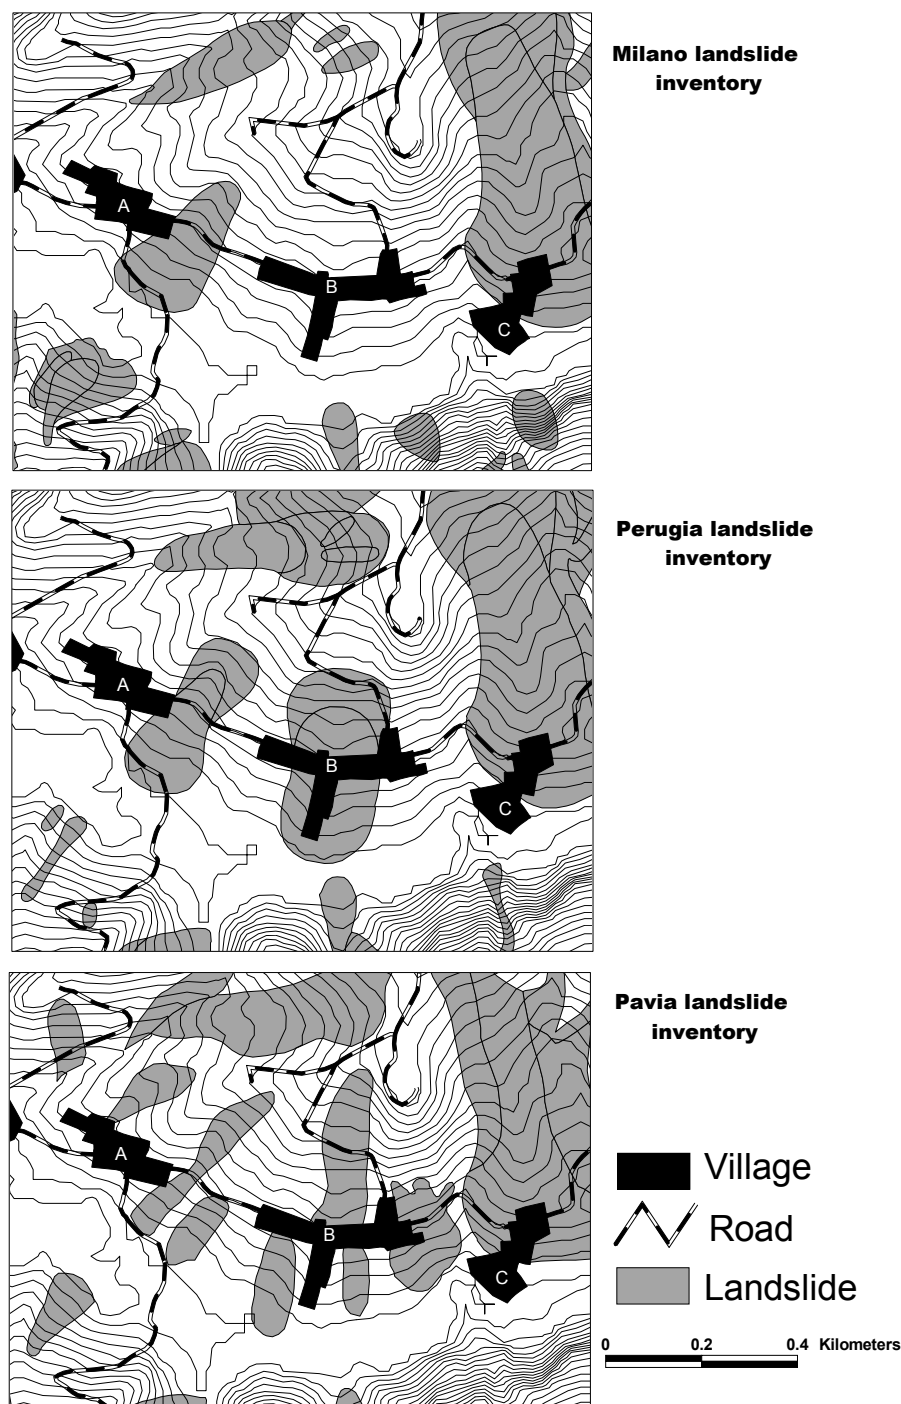 Milano landslide
inventory
A
B
C
Perugia landslide
inventory
A
B
C
Pavia landslide
inventory
A
B
C
Village
Road
Landslide
0 0.2 0.4 Kilometers